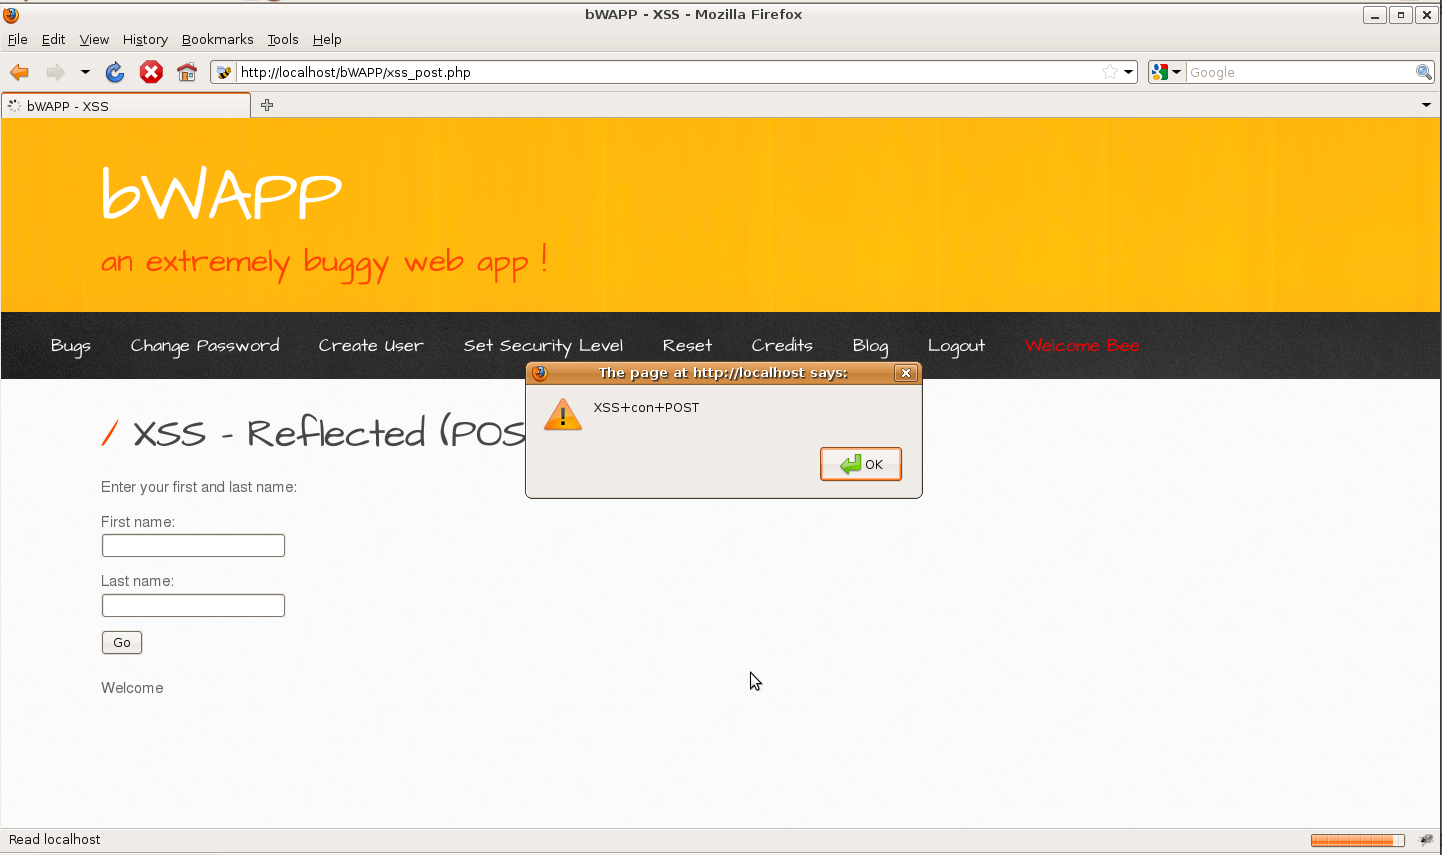 bWAPP - XSS - Mozilla Firefox
File Edit View History Bookmarks Tools Help
http://localhost/bWAPP/xss_post.php
Google
bWAPP - XSS
bWAPP
an extremely buggy web app !
Bugs Change Password Create User Set Security Level Reset Credits Blog Logout Welcome Bee
The page at http://localhost says:
XSS+con+POST
OK
/ XSS - Reflected (POS
Enter your first and last name:
First name:
Last name:
Go
Welcome
Read localhost